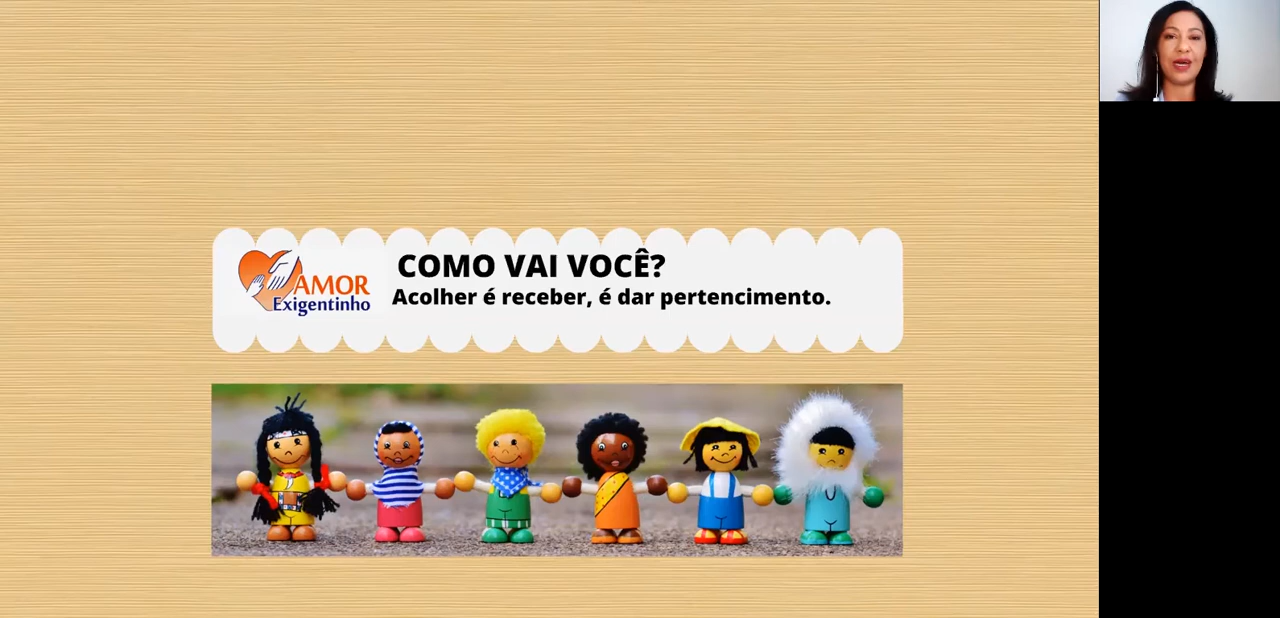 AMOR
Exigentinho
COMO VAI VOCÊ?
Acolher é receber, é dar pertencimento.